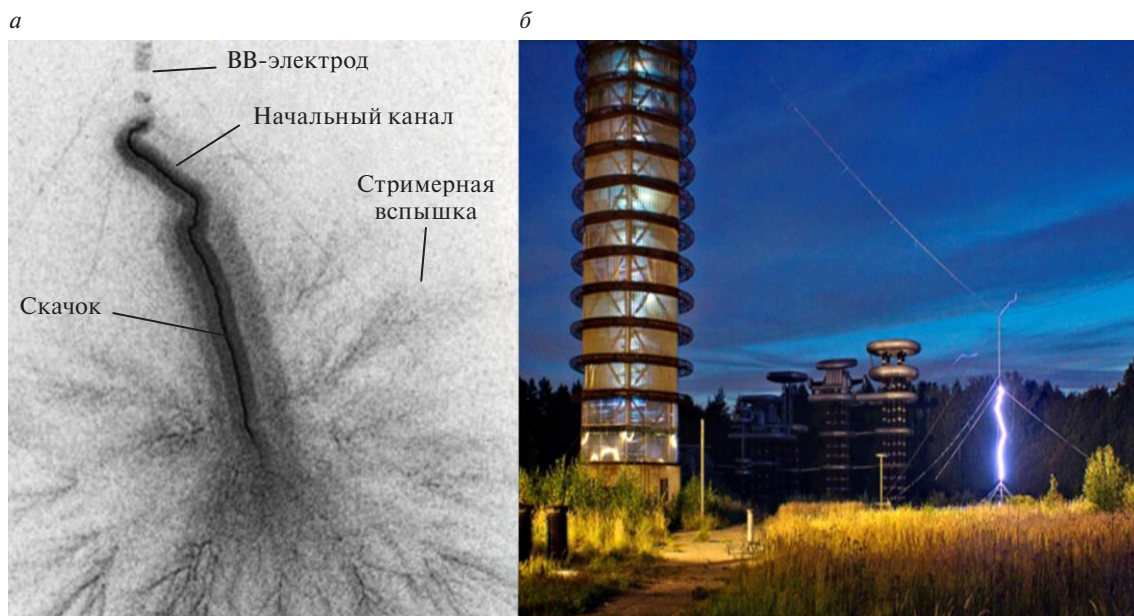 а
б
ВВ-электрод
Начальный канал
Стримерная
вспышка
Скачок